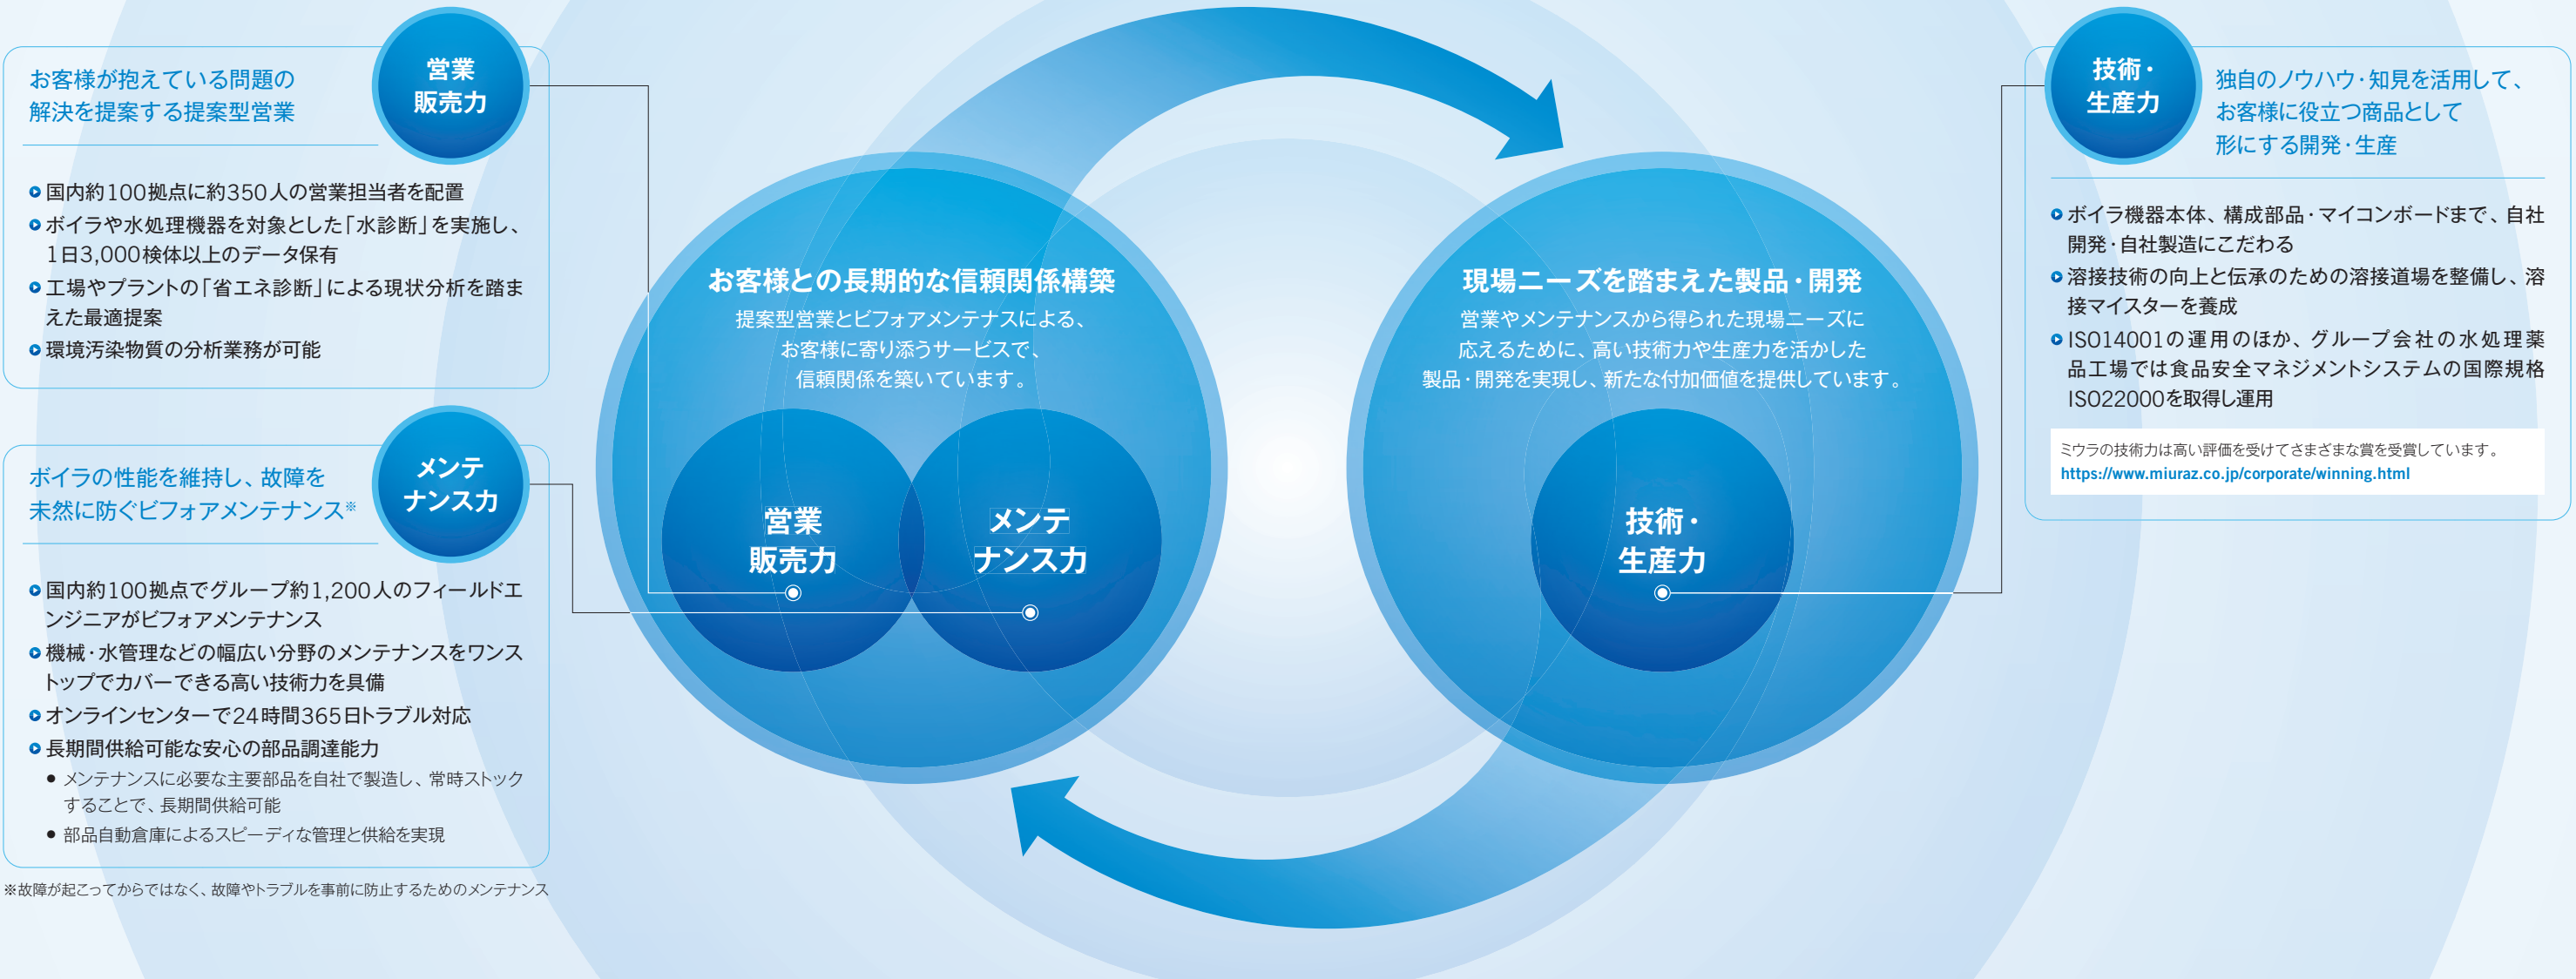 お客様が抱えている問題の
解決を提案する提案型営業
営業
販売力
国内約100拠点に約350人の営業担当者を配置
ボイラや水処理機器を対象とした「水診断」を実施し、
1日3,000検体以上のデータ保有
工場やプラントの「省エネ診断」による現状分析を踏ま
えた最適提案
環境汚染物質の分析業務が可能
ボイラの性能を維持し、故障を
未然に防ぐビフォアメンテナンス※
メンテ
ナンス力
国内約100拠点でグループ約1,200人のフィールドエ
ンジニアがビフォアメンテナンス
機械・水管理などの幅広い分野のメンテナンスをワンス
トップでカバーできる高い技術力を具備
オンラインセンターで24時間365日トラブル対応
長期間供給可能な安心の部品調達能力
● メンテナンスに必要な主要部品を自社で製造し、常時ストック
することで、長期間供給可能
● 部品自動倉庫によるスピーディな管理と供給を実現
※故障が起こってからではなく、故障やトラブルを事前に防止するためのメンテナンス
お客様との長期的な信頼関係構築
提案型営業とビフォアメンテナスによる、
お客様に寄り添うサービスで、
信頼関係を築いています。
営業
販売力
メンテ
ナンス力
現場ニーズを踏まえた製品・開発
営業やメンテナンスから得られた現場ニーズに
応えるために、高い技術力や生産力を活かした
製品・開発を実現し、新たな付加価値を提供しています。
技術・
生産力
技術・
生産力
独自のノウハウ・知見を活用して、
お客様に役立つ商品として
形にする開発・生産
ボイラ機器本体、構成部品・マイコンボードまで、自社
開発・自社製造にこだわる
溶接技術の向上と伝承のための溶接道場を整備し、溶
接マイスターを養成
ISO14001の運用のほか、グループ会社の水処理薬
品工場では食品安全マネジメントシステムの国際規格
ISO22000を取得し運用
ミウラの技術力は高い評価を受けてさまざまな賞を受賞しています。
https://www.miuraz.co.jp/corporate/winning.html